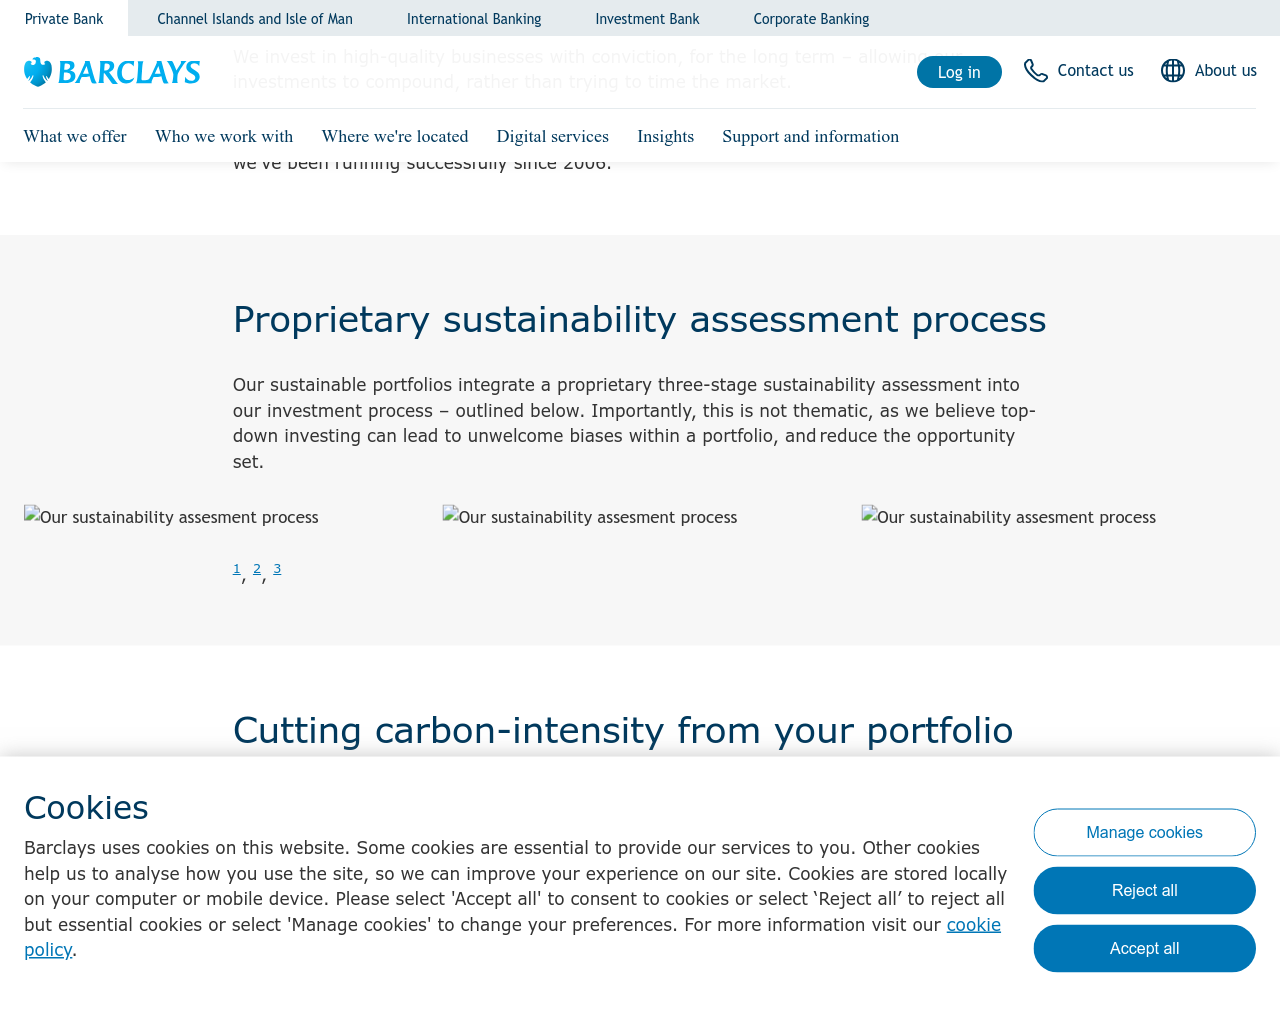 Private Bank
Channel Islands and Isle of Man
International Banking
Investment Bank
Corporate Banking
We invest in high-quality businesses with conviction, for the long term – allowing
investments to compound, rather than trying to time the market.
BARCLAYS
Log in
Contact us
About us
What we offer
Who we work with
Where we're located
Digital services
Insights
Support and information
we've been running successfully since 2006.
Proprietary sustainability assessment process
Our sustainable portfolios integrate a proprietary three-stage sustainability assessment into
our investment process – outlined below. Importantly, this is not thematic, as we believe top-
down investing can lead to unwelcome biases within a portfolio, and reduce the opportunity
set.
Our sustainability assesment process
Our sustainability assesment process
Our sustainability assesment process
1, 2, 3
Cutting carbon-intensity from your portfolio
Cookies
Barclays uses cookies on this website. Some cookies are essential to provide our services to you. Other cookies
help us to analyse how you use the site, so we can improve your experience on our site. Cookies are stored locally
on your computer or mobile device. Please select 'Accept all' to consent to cookies or select ‘Reject all’ to reject all
but essential cookies or select 'Manage cookies' to change your preferences. For more information visit our cookie
policy.
Manage cookies
Reject all
Accept all